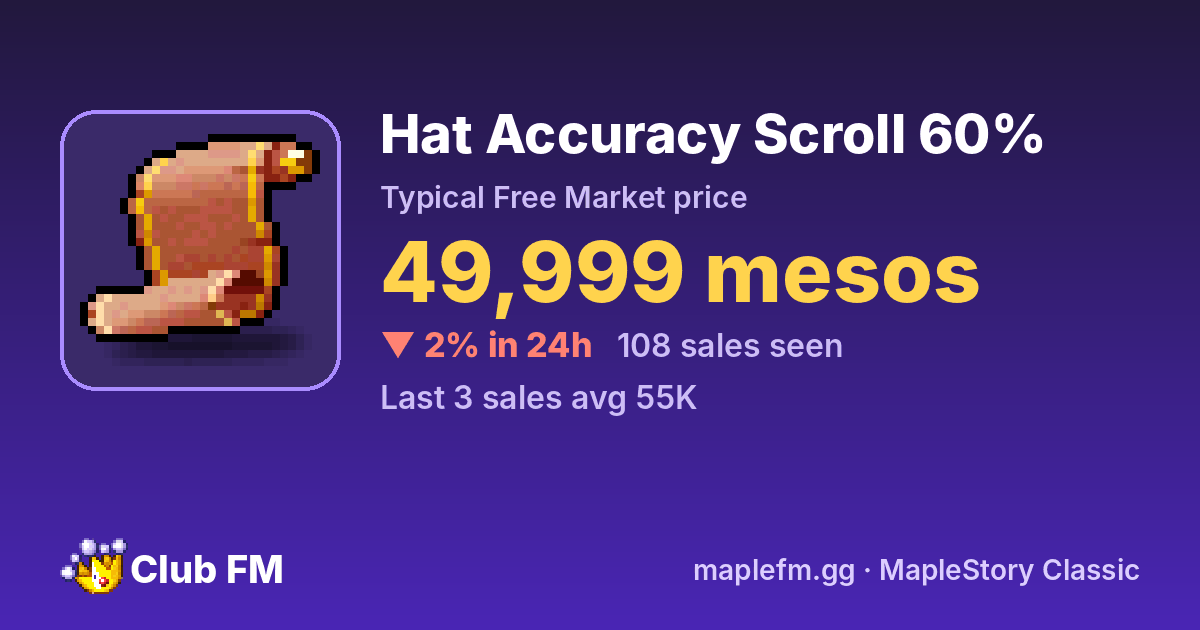 Hat Accuracy Scroll 60%
Typical Free Market price
49,999 mesos
▼ 2% in 24h 108 sales seen
Last 3 sales avg 55K
Club FM
maplefm.gg · MapleStory Classic